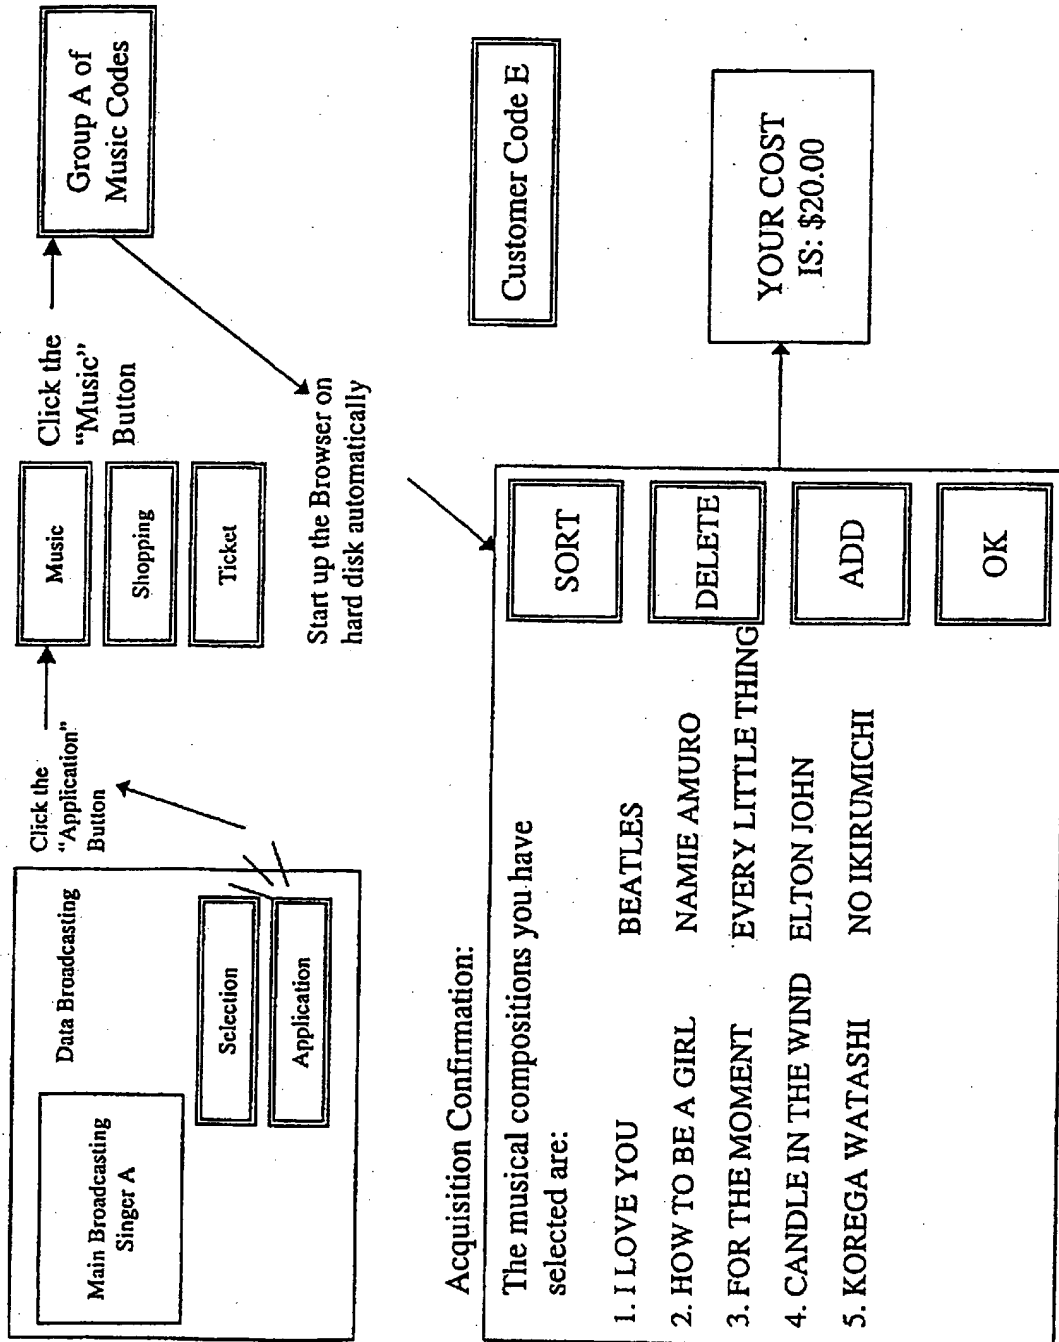 Main Broadcasting
Singer A
Data Broadcasting
Selection
Application
Click the
“Application”
Button
Music
Shopping
Ticket
Click the
“Music”
Button
Group A of
Music Codes
Start up the Browser on
hard disk automatically
Customer Code E
Acquisition Confirmation:
The musical compositions you have
selected are:
1. I LOVE YOU BEATLES
2. HOW TO BE A GIRL NAMIE AMURO
3. FOR THE MOMENT EVERY LITTLE THING
4. CANDLE IN THE WIND ELTON JOHN
5. KOREGA WATASHI NO IKIRUMICHI
SORT
DELETE
ADD
OK
YOUR COST
IS: $20.00